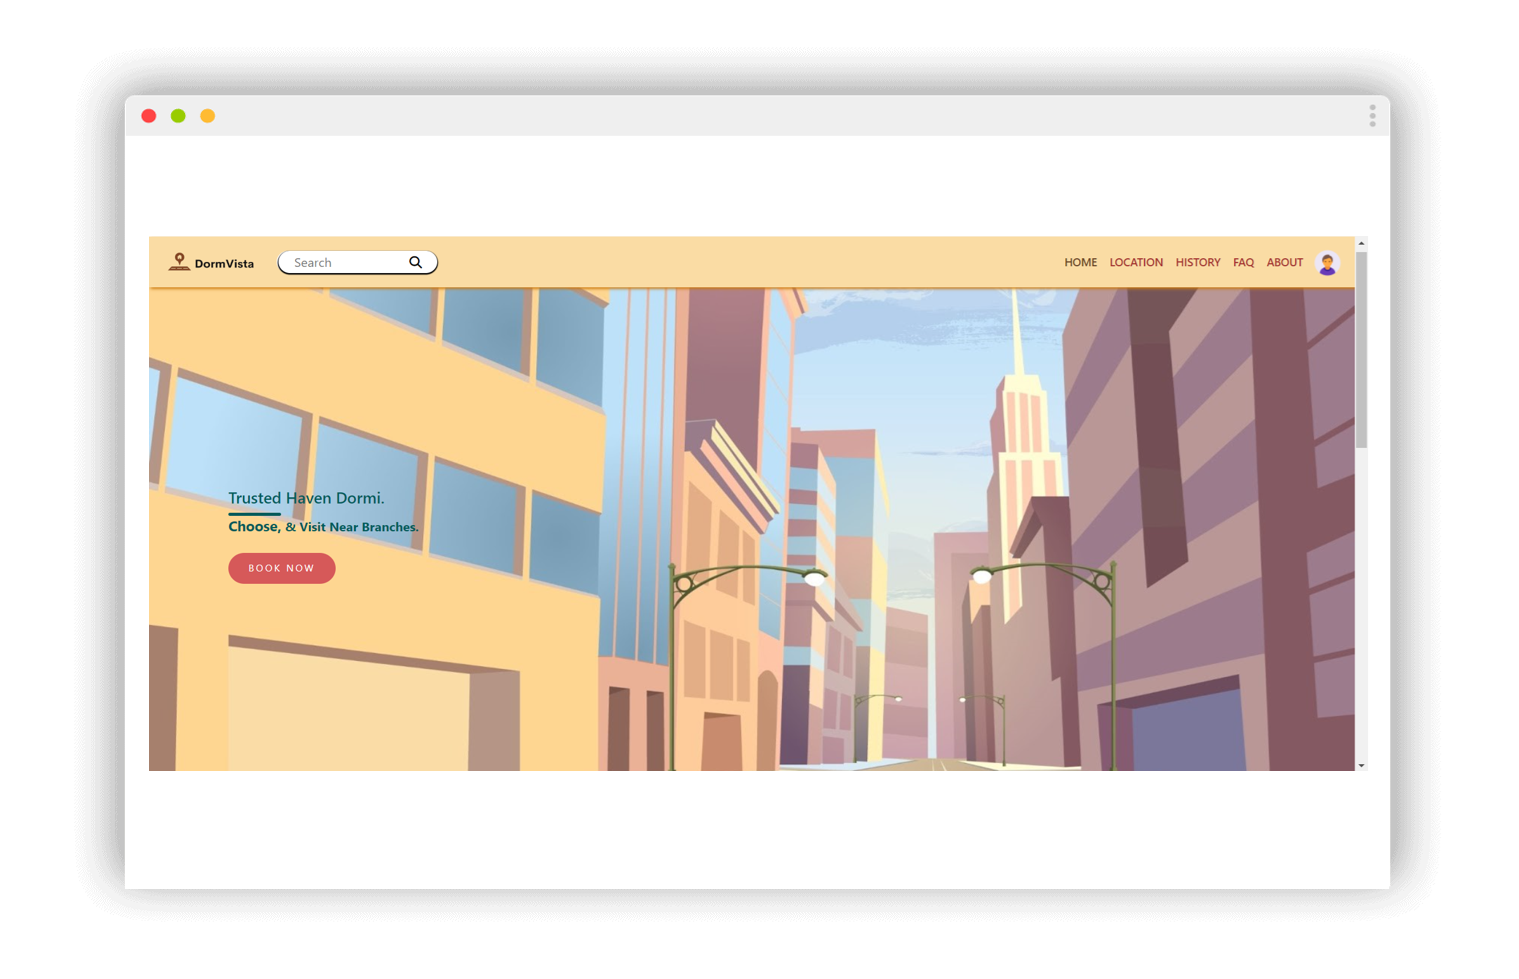 DormVista
Search
HOME LOCATION HISTORY FAQ ABOUT
Trusted Haven Dormi.
Choose, & Visit Near Branches.
BOOK NOW